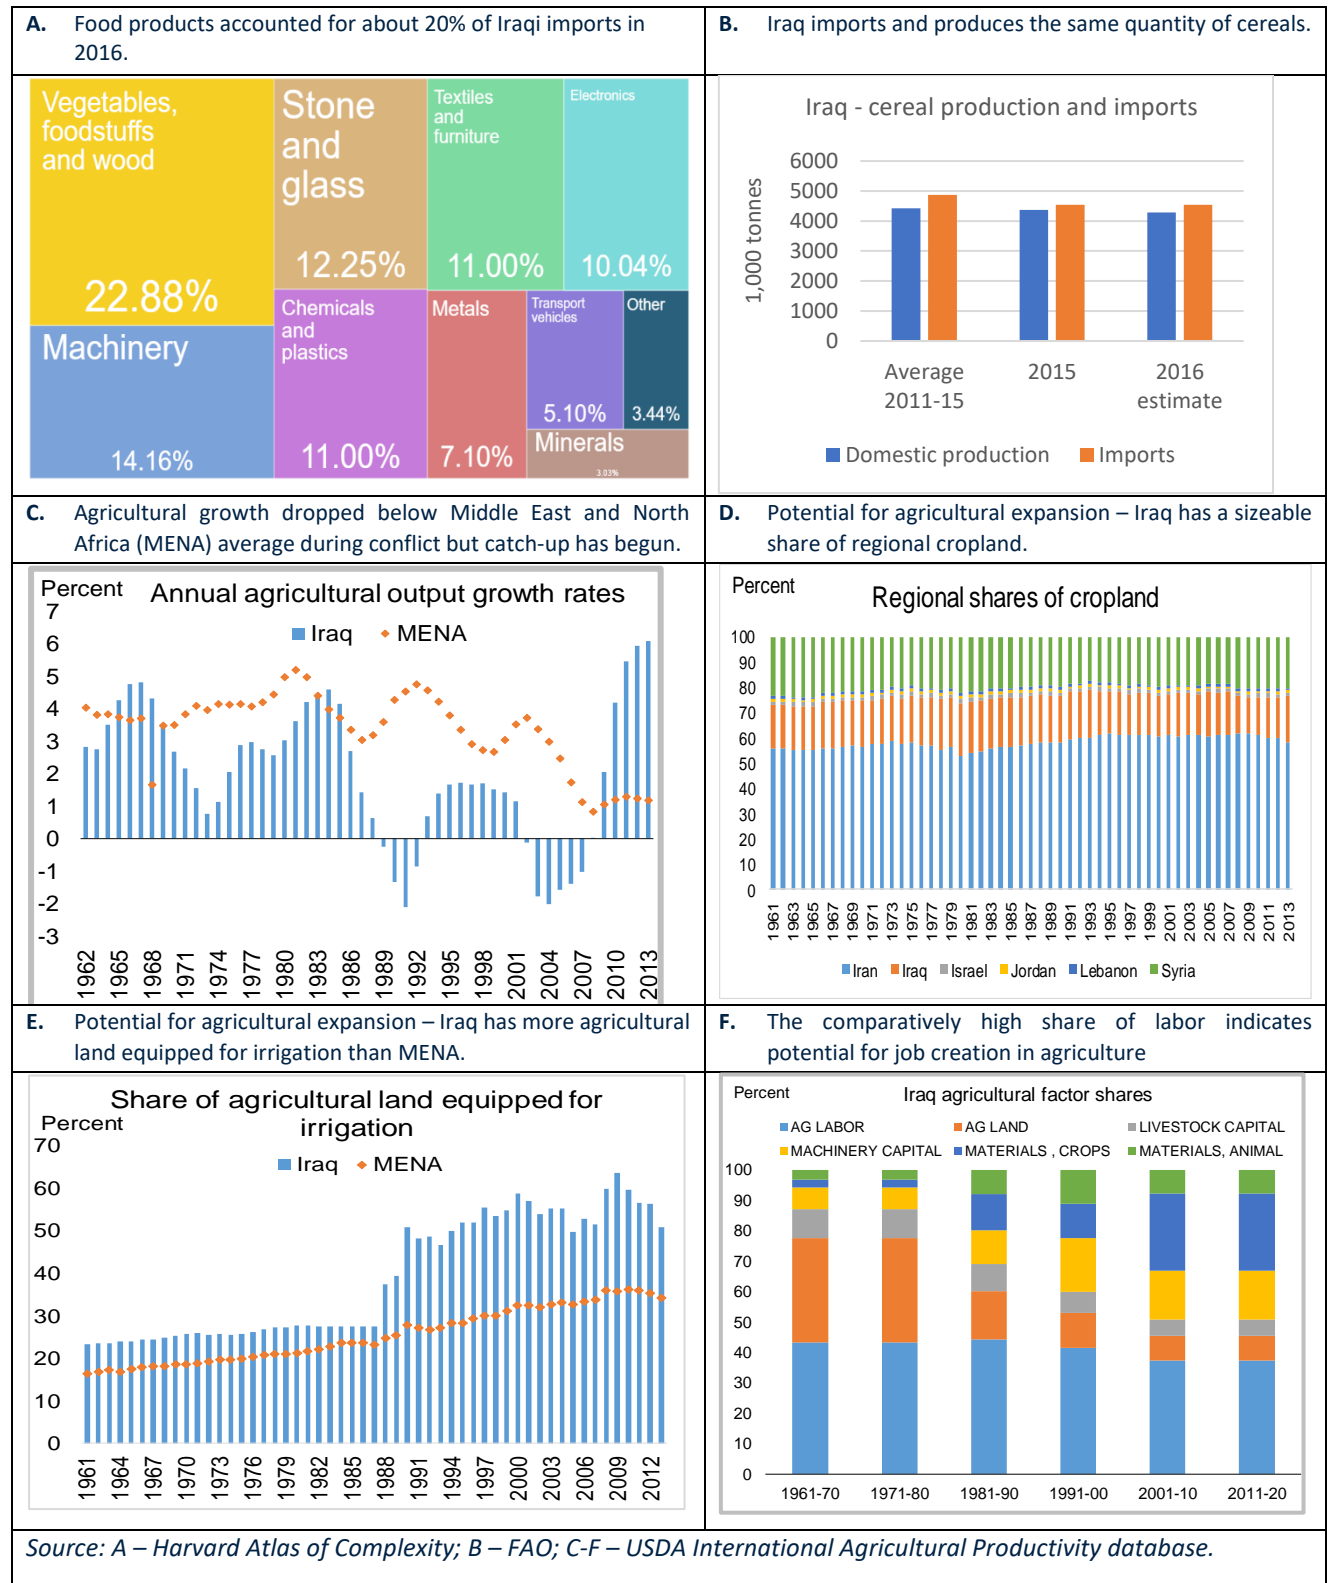 A. Food products accounted for about 20% of Iraqi imports in
2016.
B. Iraq imports and produces the same quantity of cereals.
Vegetables,
foodstuffs
and wood
22.88%
Stone
and
glass
12.25%
Textiles
and
furniture
11.00%
Electronics
10.04%
Machinery
14.16%
Chemicals
and
plastics
11.00%
Metals
7.10%
Transport
vehicles
5.10%
Other
3.44%
Minerals
3.03%
Iraq - cereal production and imports
1,000 tonnes
6000
5000
4000
3000
2000
1000
0
Average
2011-15
2015
2016
estimate
Domestic production
Imports
C. Agricultural growth dropped below Middle East and North
Africa (MENA) average during conflict but catch-up has begun.
D. Potential for agricultural expansion – Iraq has a sizeable
share of regional cropland.
Percent
Annual agricultural output growth rates
Iraq
MENA
7
6
5
4
3
2
1
0
-1
-2
-3
1962
1965
1968
1971
1974
1977
1980
1983
1986
1989
1992
1995
1998
2001
2004
2007
2010
2013
Percent
Regional shares of cropland
100
90
80
70
60
50
40
30
20
10
0
1961
1963
1965
1967
1969
1971
1973
1975
1977
1979
1981
1983
1985
1987
1989
1991
1993
1995
1997
1999
2001
2003
2005
2007
2009
2011
2013
Iran
Iraq
Israel
Jordan
Lebanon
Syria
E. Potential for agricultural expansion – Iraq has more agricultural
land equipped for irrigation than MENA.
F. The comparatively high share of labor indicates
potential for job creation in agriculture
Share of agricultural land equipped for
irrigation
Percent
Iraq
MENA
70
60
50
40
30
20
10
0
1961
1964
1967
1970
1973
1976
1979
1982
1985
1988
1991
1994
1997
2000
2003
2006
2009
2012
Percent
Iraq agricultural factor shares
AG LABOR
AG LAND
LIVESTOCK CAPITAL
MACHINERY CAPITAL
MATERIALS , CROPS
MATERIALS, ANIMAL
100
90
80
70
60
50
40
30
20
10
0
1961-70
1971-80
1981-90
1991-00
2001-10
2011-20
Source: A – Harvard Atlas of Complexity; B – FAO; C-F – USDA International Agricultural Productivity database.